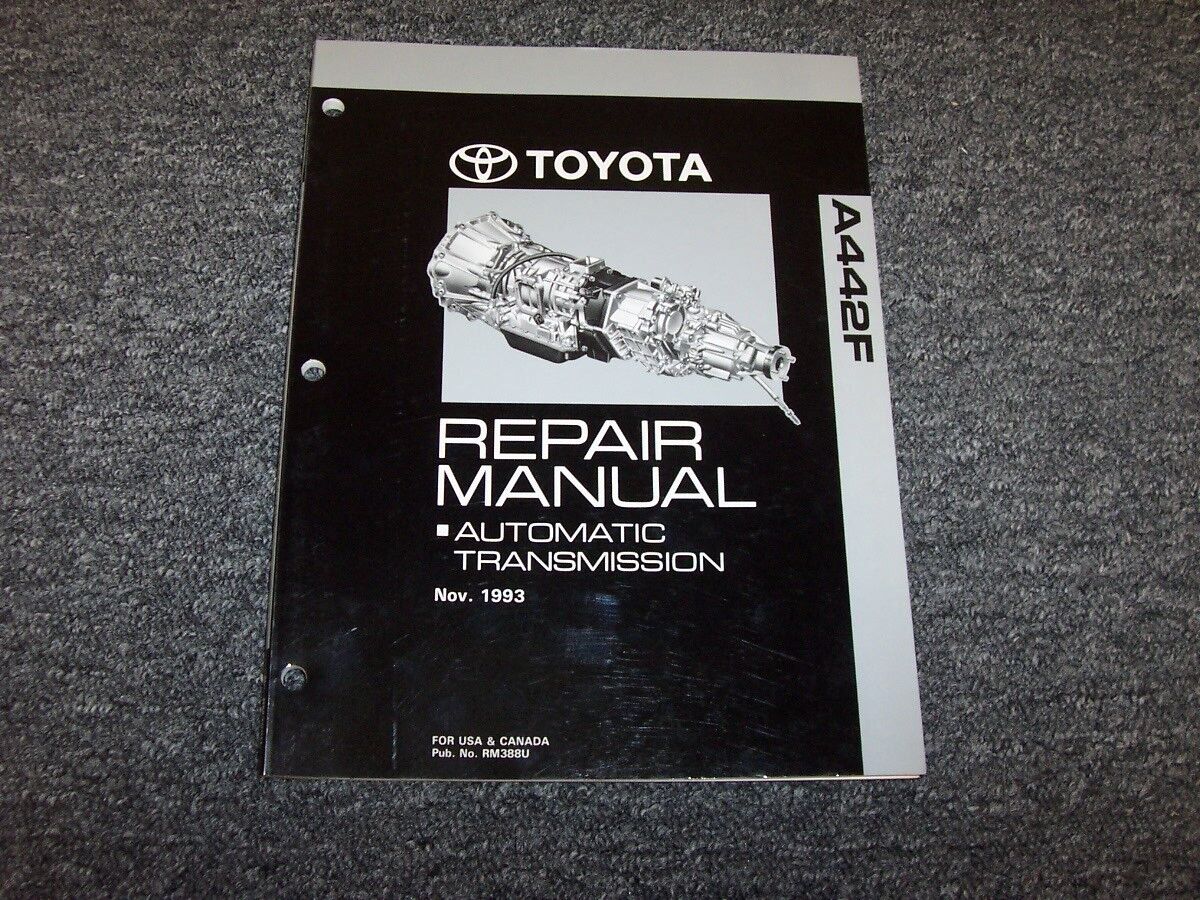 TOYOTA
A442F
REPAIR
MANUAL
AUTOMATIC
TRANSMISSION
Nov. 1993
FOR USA & CANADA
Pub. No. RM388U